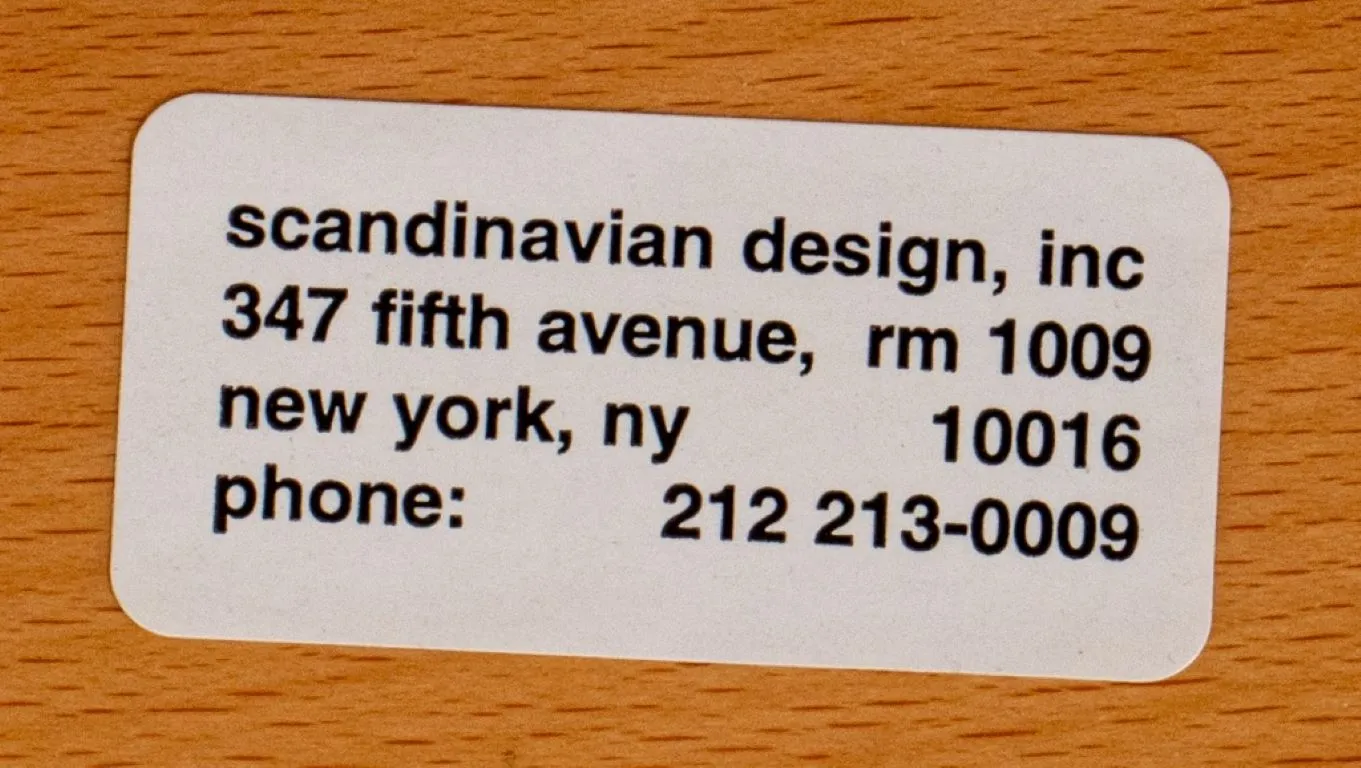 scandinavian design, inc
347 fifth avenue, rm 1009
new york, ny 10016
phone: 212 213-0009